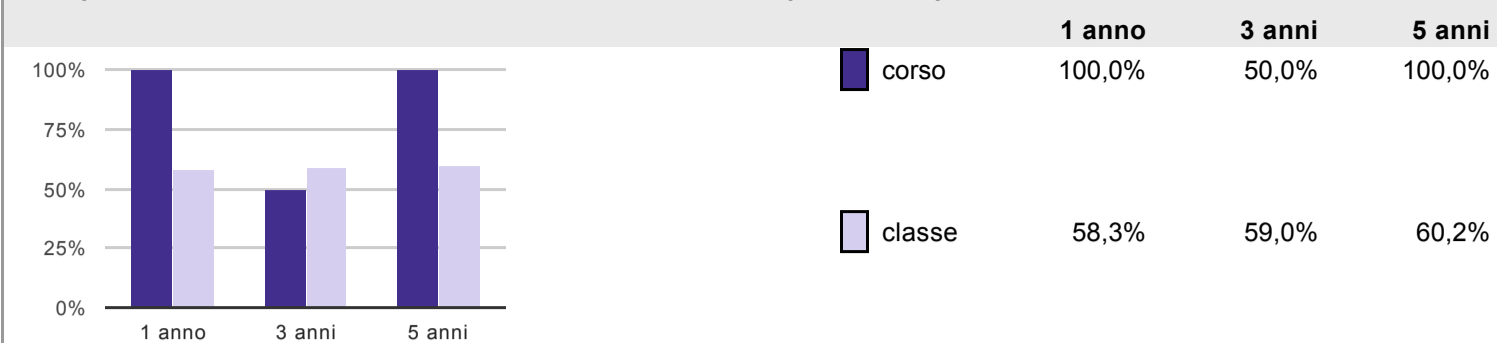 1 anno 3 anni 5 anni
100%
75%
50%
25%
0%
1 anno 3 anni 5 anni
corso 100,0% 50,0% 100,0%
classe 58,3% 59,0% 60,2%